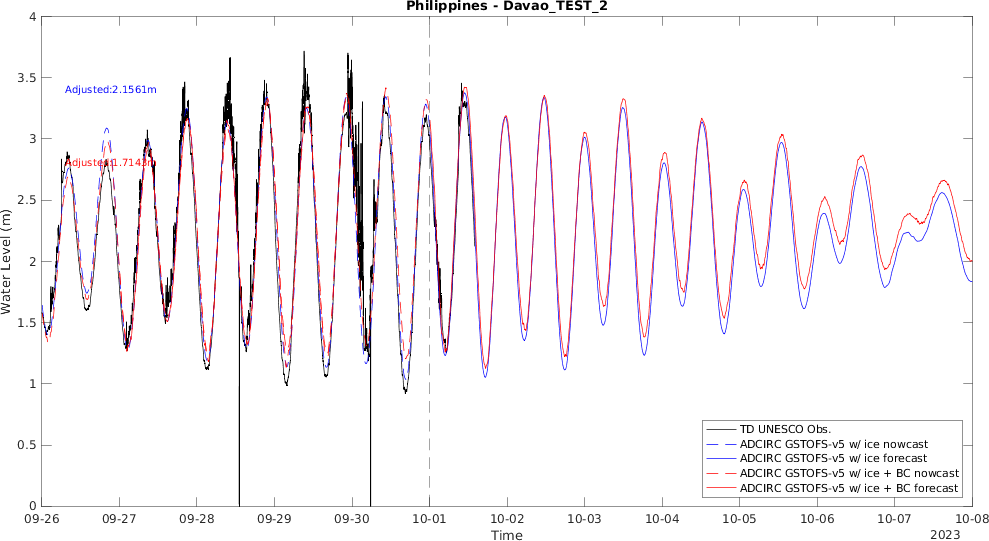 Philippines - Davao_TEST_2
4
3.5
3
2.5
2
1.5
1
0.5
0
Water Level (m)
Adjusted:2.1561m
Adjusted:1.7143m
TD UNESCO Obs.
ADCIRC GSTOFS-v5 w/ ice nowcast
ADCIRC GSTOFS-v5 w/ ice forecast
ADCIRC GSTOFS-v5 w/ ice + BC nowcast
ADCIRC GSTOFS-v5 w/ ice + BC forecast
09-26 09-27 09-28 09-29 09-30 10-01 10-02 10-03 10-04 10-05 10-06 10-07 10-08
Time
2023